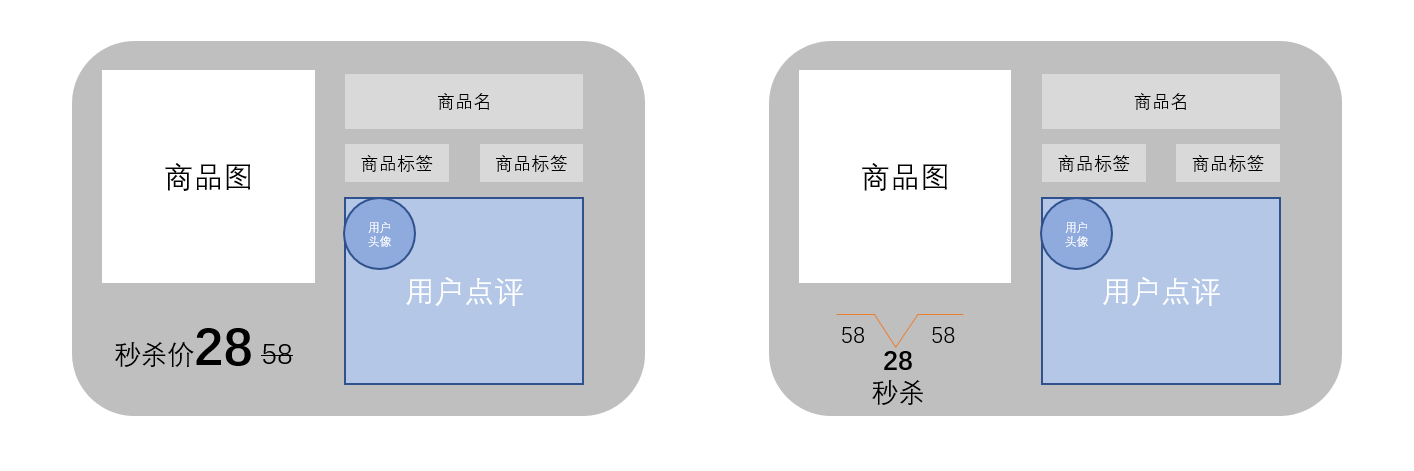 商品图
商品名
商品标签 商品标签
用户
头像
用户点评
秒杀价28 58
商品图
商品名
商品标签 商品标签
用户
头像
用户点评
58 58
28
秒杀